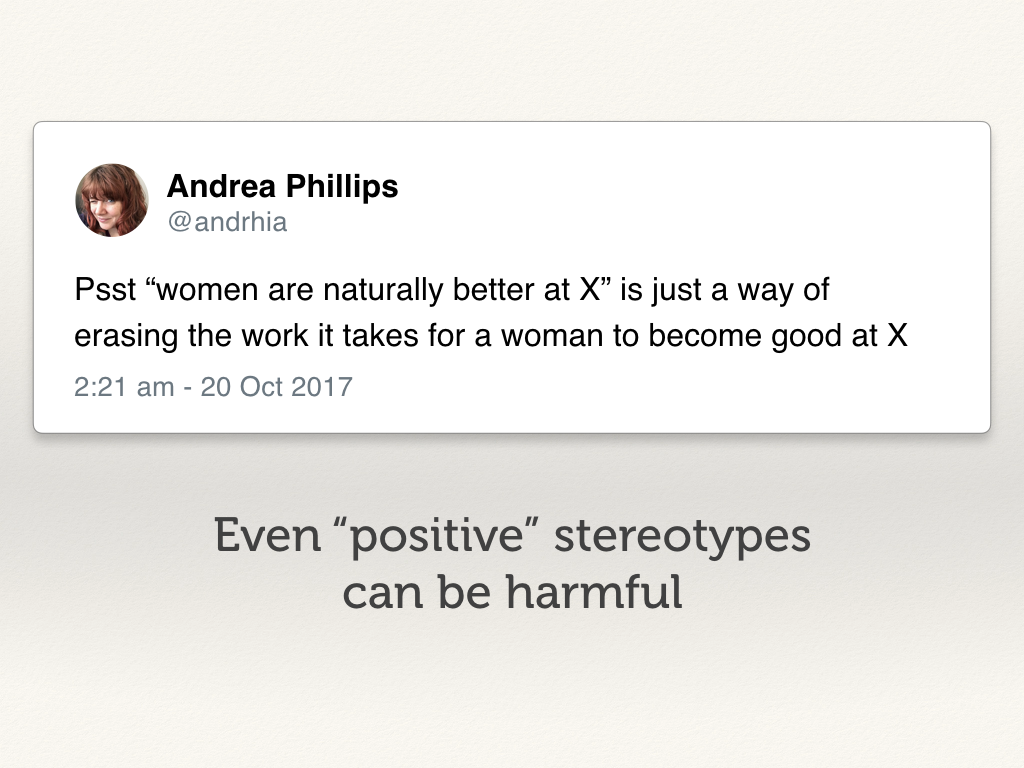 Andrea Phillips
@andrhia
Psst “women are naturally better at X” is just a way of
erasing the work it takes for a woman to become good at X
2:21 am - 20 Oct 2017
Even “positive” stereotypes
can be harmful